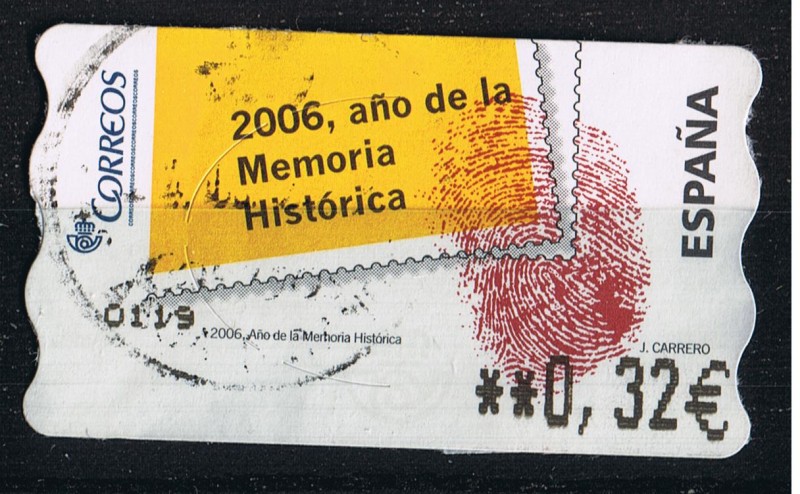 CORREOS
2006, año de la
Memoria
Histórica
ESPAÑA
0119
2006, Año de la Memoria Histórica
J. CARRERO
**0,32€